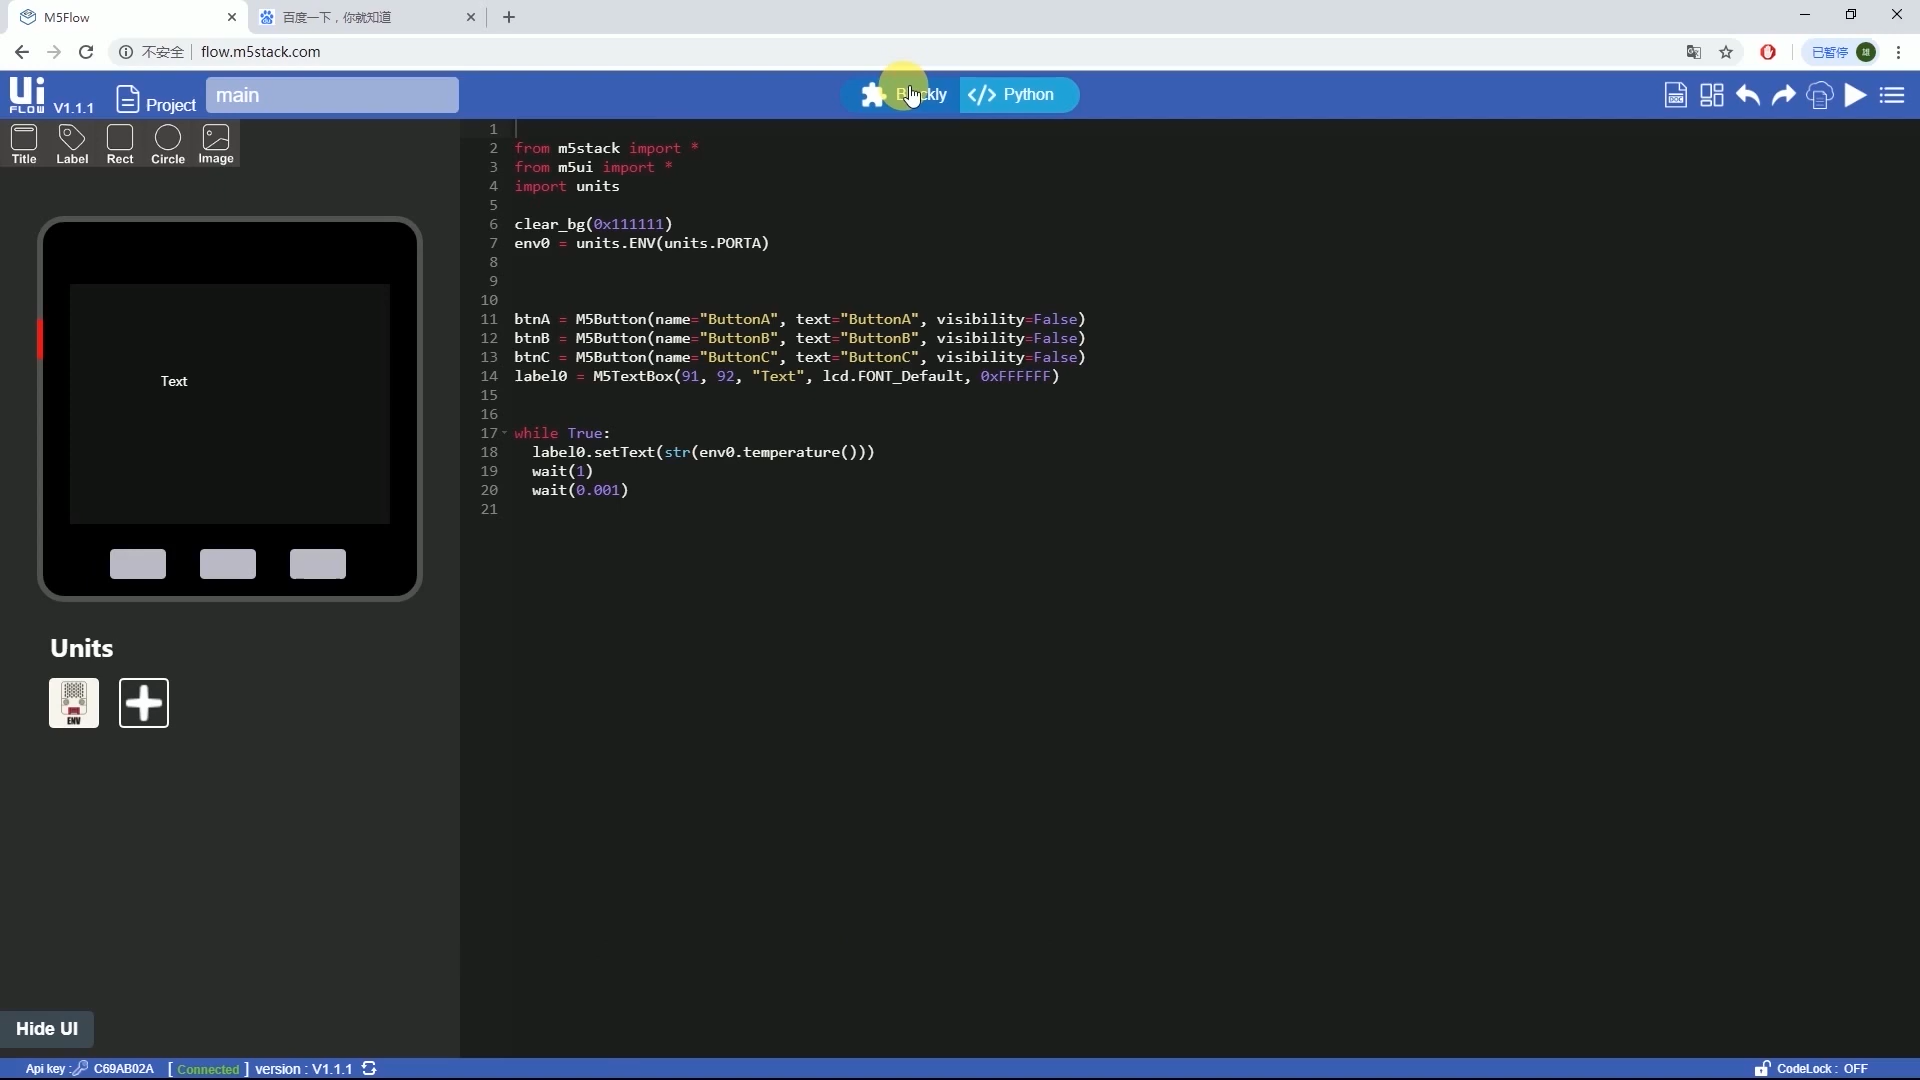 M5Flow
百度一下，你就知道
不安全
flow.m5stack.com
已暂停 雄
Ui FLOW V1.1.1
Project
main
Python
Title Label Rect Circle Image
Text
Units
ENV
Hide UI
1
2 from m5stack import *
3 from m5ui import *
4 import units
5
6 clear_bg(0x111111)
7 env0 = units.ENV(units.PORTA)
8
9
10
11 btnA = M5Button(name="ButtonA", text="ButtonA", visibility=False)
12 btnB = M5Button(name="ButtonB", text="ButtonB", visibility=False)
13 btnC = M5Button(name="ButtonC", text="ButtonC", visibility=False)
14 label0 = M5TextBox(91, 92, "Text", lcd.FONT_Default, 0xFFFFFF)
15
16
17 while True:
18 label0.setText(str(env0.temperature()))
19 wait(1)
20 wait(0.001)
21
Api key : C69AB02A [ Connected ] version : V1.1.1
CodeLock : OFF